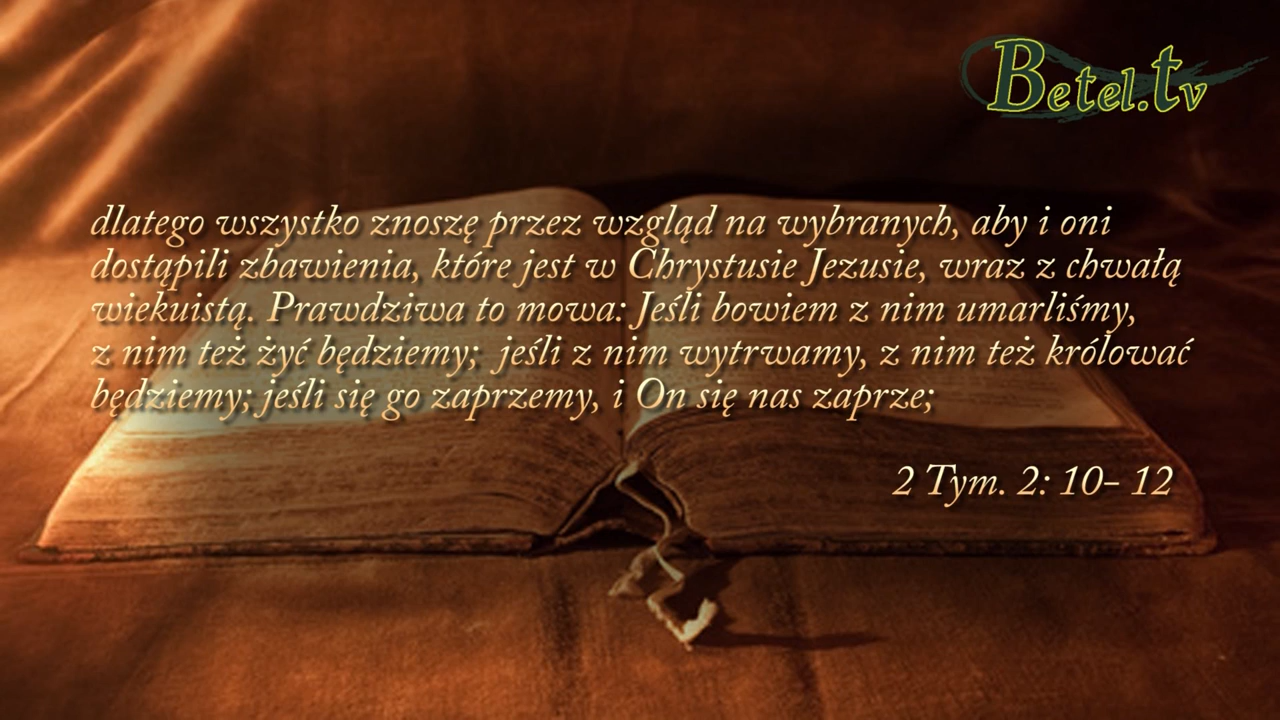 Betel.tv
dlatego wszystko znoszę przez wzgląd na wybranych, aby i oni
dostąpili zbawienia, które jest w Chrystusie Jezusie, wraz z chwałą
wiekuistą. Prawdziwa to mowa: Jeśli bowiem z nim umarliśmy,
z nim też żyć będziemy; jeśli z nim wytrwamy, z nim też królować
będziemy; jeśli się go zaprzemy, i On się nas zaprze;
2 Tym. 2: 10- 12